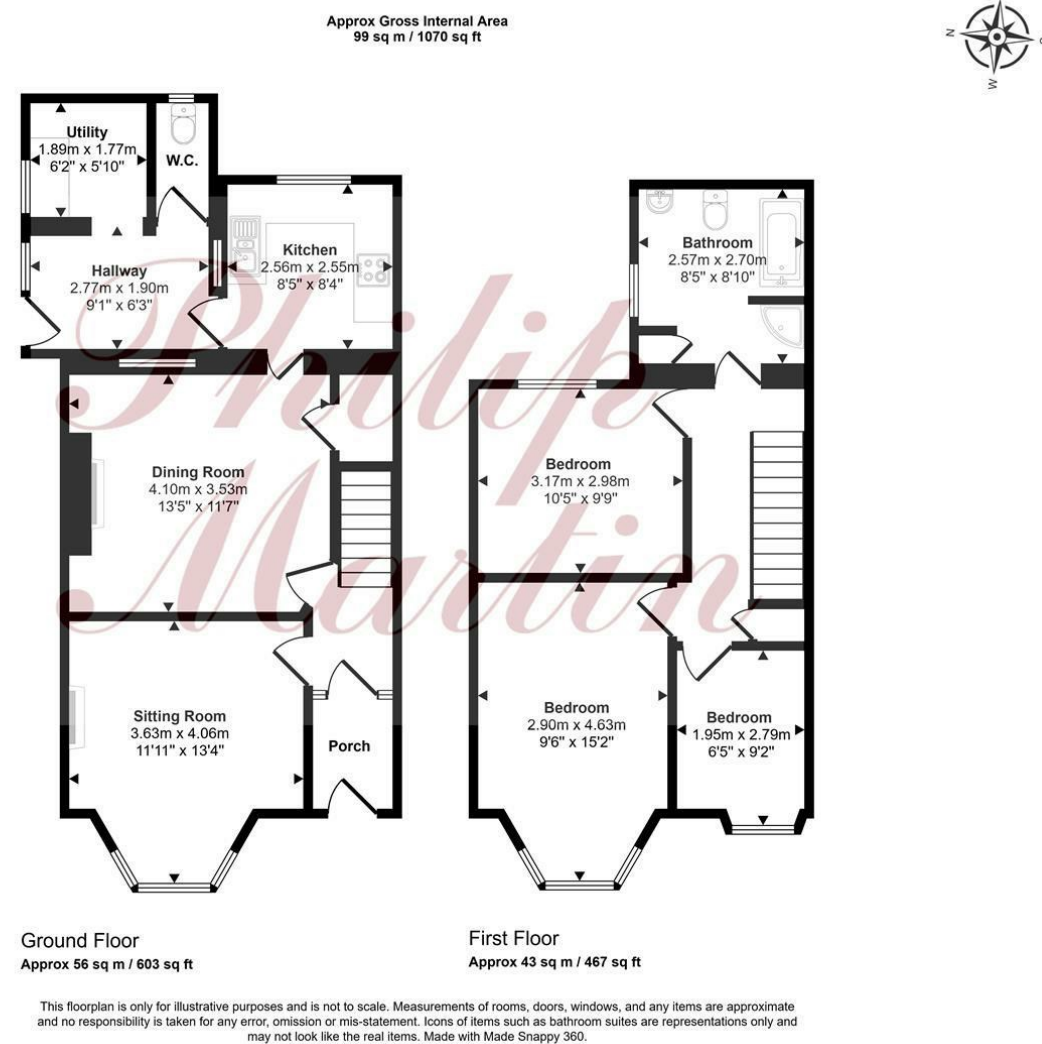 Approx Gross Internal Area
99 sq m / 1070 sq ft
N
W
Utility
1.89m x 1.77m
6'2" x 5'10"
W.C.
Kitchen
2.56m x 2.55m
8'5" x 8'4"
Hallway
2.77m x 1.90m
9'1" x 6'3"
Dining Room
4.10m x 3.53m
13'5" x 11'7"
Sitting Room
3.63m x 4.06m
11'11" x 13'4"
Porch
Bathroom
2.57m x 2.70m
8'5" x 8'10"
Bedroom
3.17m x 2.98m
10'5" x 9'9"
Bedroom
2.90m x 4.63m
9'6" x 15'2"
Bedroom
1.95m x 2.79m
6'5" x 9'2"
Philip
Martin
Ground Floor
Approx 56 sq m / 603 sq ft
First Floor
Approx 43 sq m / 467 sq ft
This floorplan is only for illustrative purposes and is not to scale. Measurements of rooms, doors, windows, and any items are approximate
and no responsibility is taken for any error, omission or mis-statement. Icons of items such as bathroom suites are representations only and
may not look like the real items. Made with Made Snappy 360.